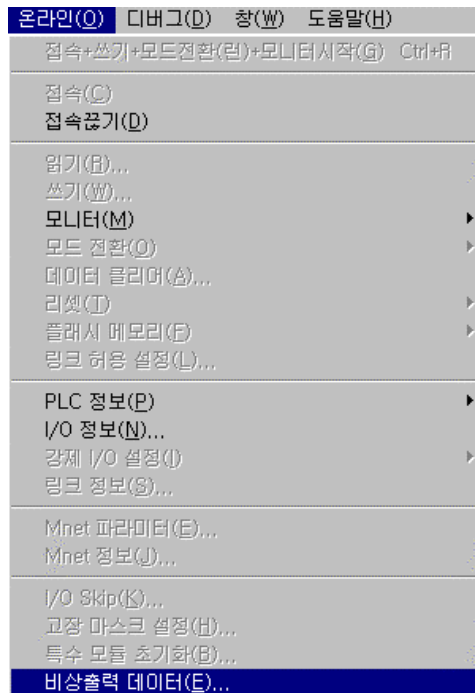 온라인(O) 디버그(D) 창(W) 도움말(H)
접속+쓰기+모드전환(런)+모니터시작(G) Ctrl+R
접속(C)
접속끊기(D)
읽기(R)...
쓰기(W)...
모니터(M)
모드 전환(O)
데이터 클리어(A)...
리셋(T)
플래시 메모리(F)
링크 허용 설정(L)...
PLC 정보(P)
I/O 정보(N)...
강제 I/O 설정(I)
링크 정보(S)...
Mnet 파라미터(E)...
Mnet 정보(J)...
I/O Skip(K)...
고장 마스크 설정(H)...
특수 모듈 초기화(B)...
비상출력 데이터(E)...